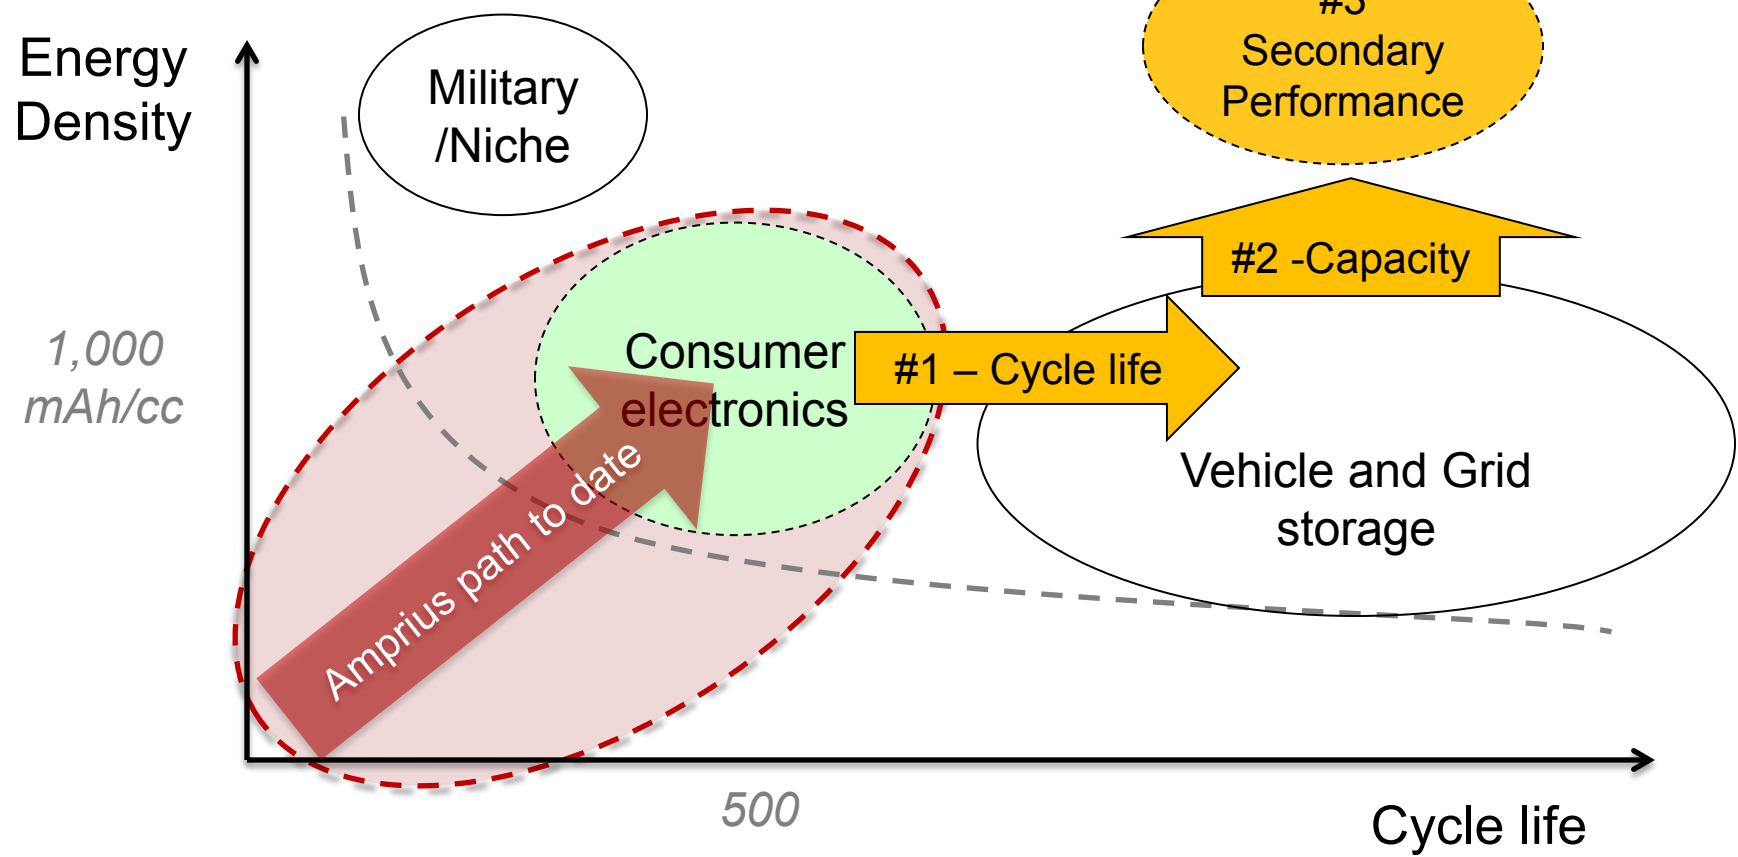 Energy
Density
Military
/Niche
#3
Secondary
Performance
#2 -Capacity
1,000
mAh/cc
Consumer
electronics
#1 – Cycle life
Vehicle and Grid
storage
Amprius path to date
500
Cycle life